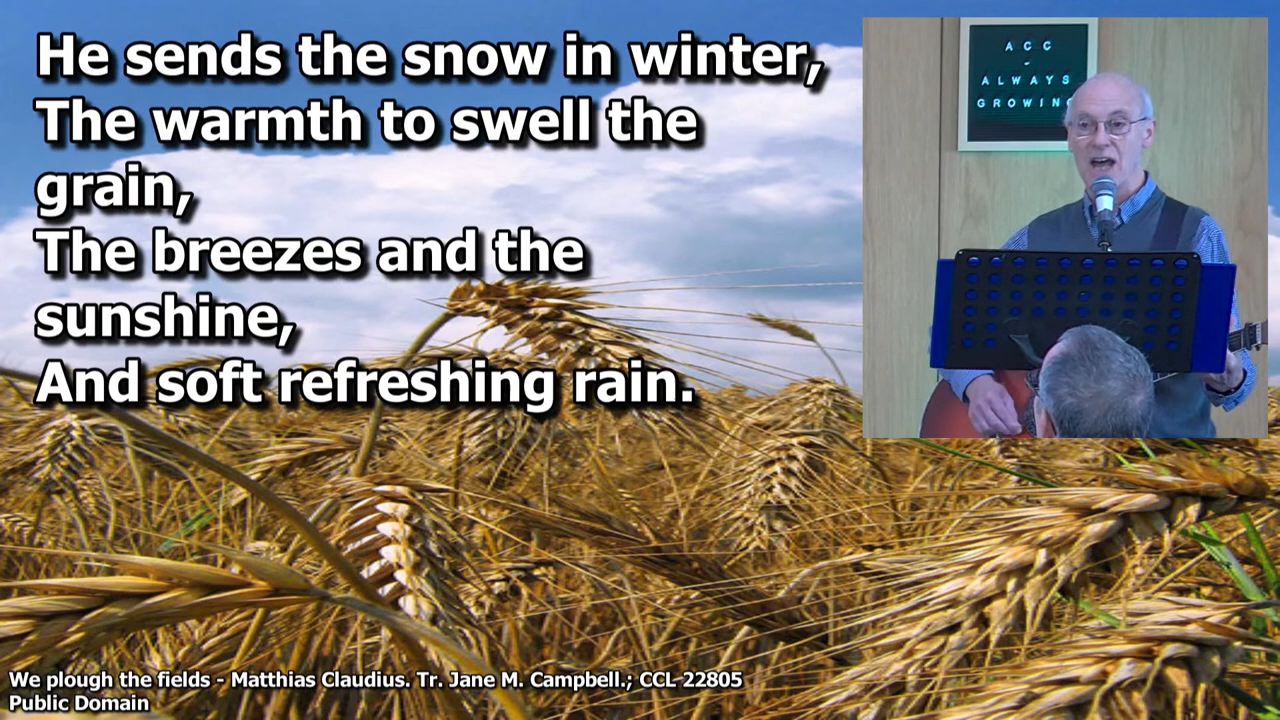 He sends the snow in winter,
The warmth to swell the
grain,
The breezes and the
sunshine,
And soft refreshing rain.
ACC
-
ALWAYS
GROWING
We plough the fields - Matthias Claudius. Tr. Jane M. Campbell.; CCL 22805
Public Domain